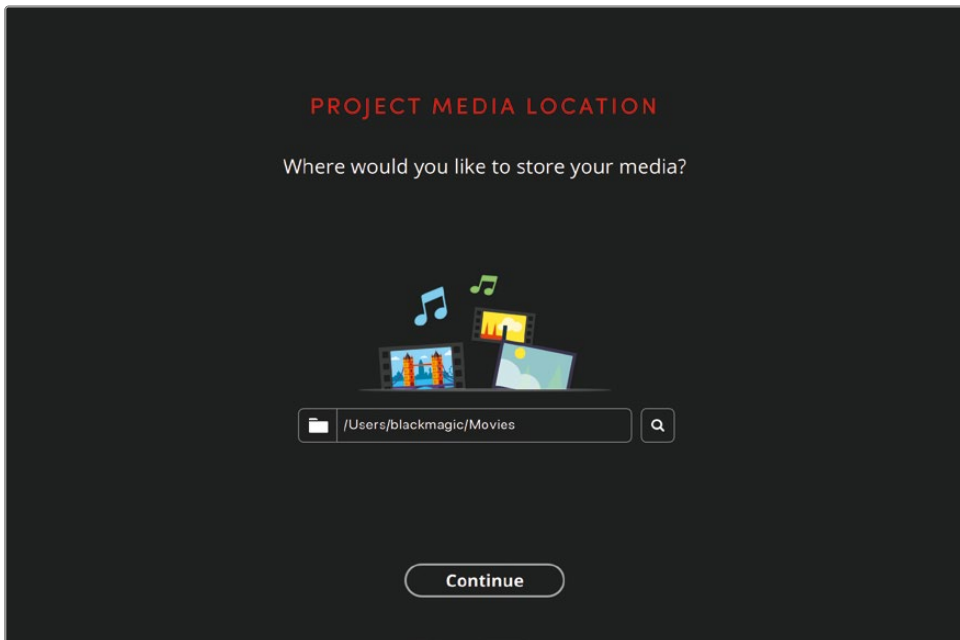 PROJECT MEDIA LOCATION
Where would you like to store your media?
/Users/blackmagic/Movies
Continue